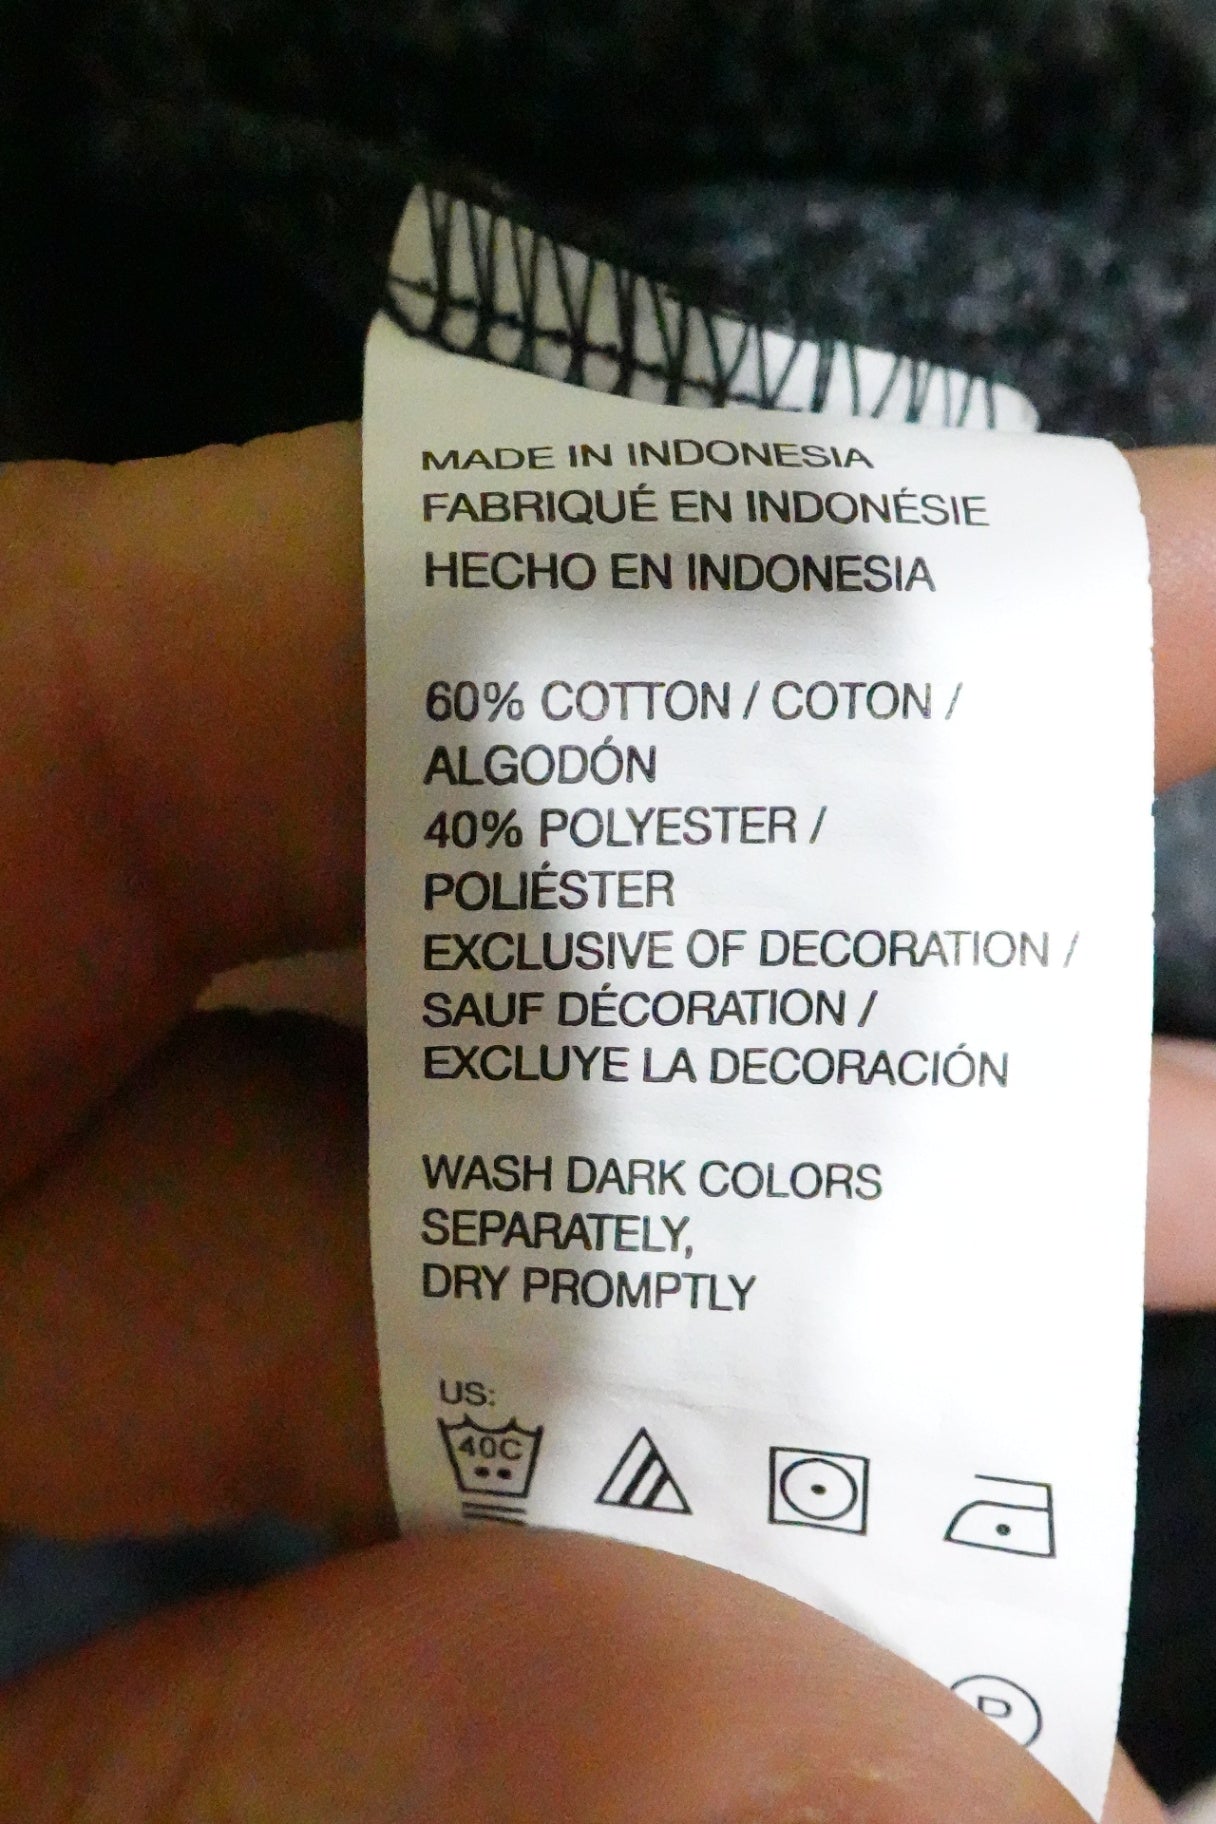 MADE IN INDONESIA
FABRIQUÉ EN INDONÉSIE
HECHO EN INDONESIA
60% COTTON / COTON /
ALGODÓN
40% POLYESTER /
POLIÉSTER
EXCLUSIVE OF DECORATION /
SAUF DÉCORATION /
EXCLUYE LA DECORACIÓN
WASH DARK COLORS
SEPARATELY,
DRY PROMPTLY
US:
40C
P